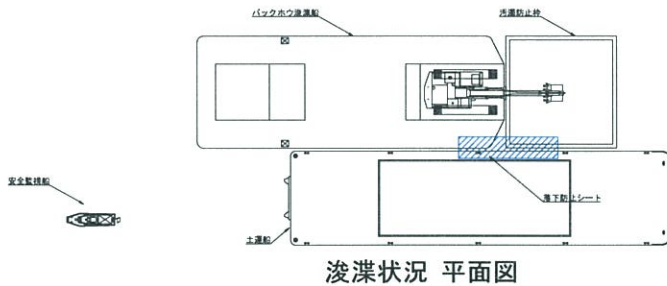 バックホウ浚渫船
汚濁防止枠
安全監視船
落下防止シート
土運船
浚渫状況 平面図